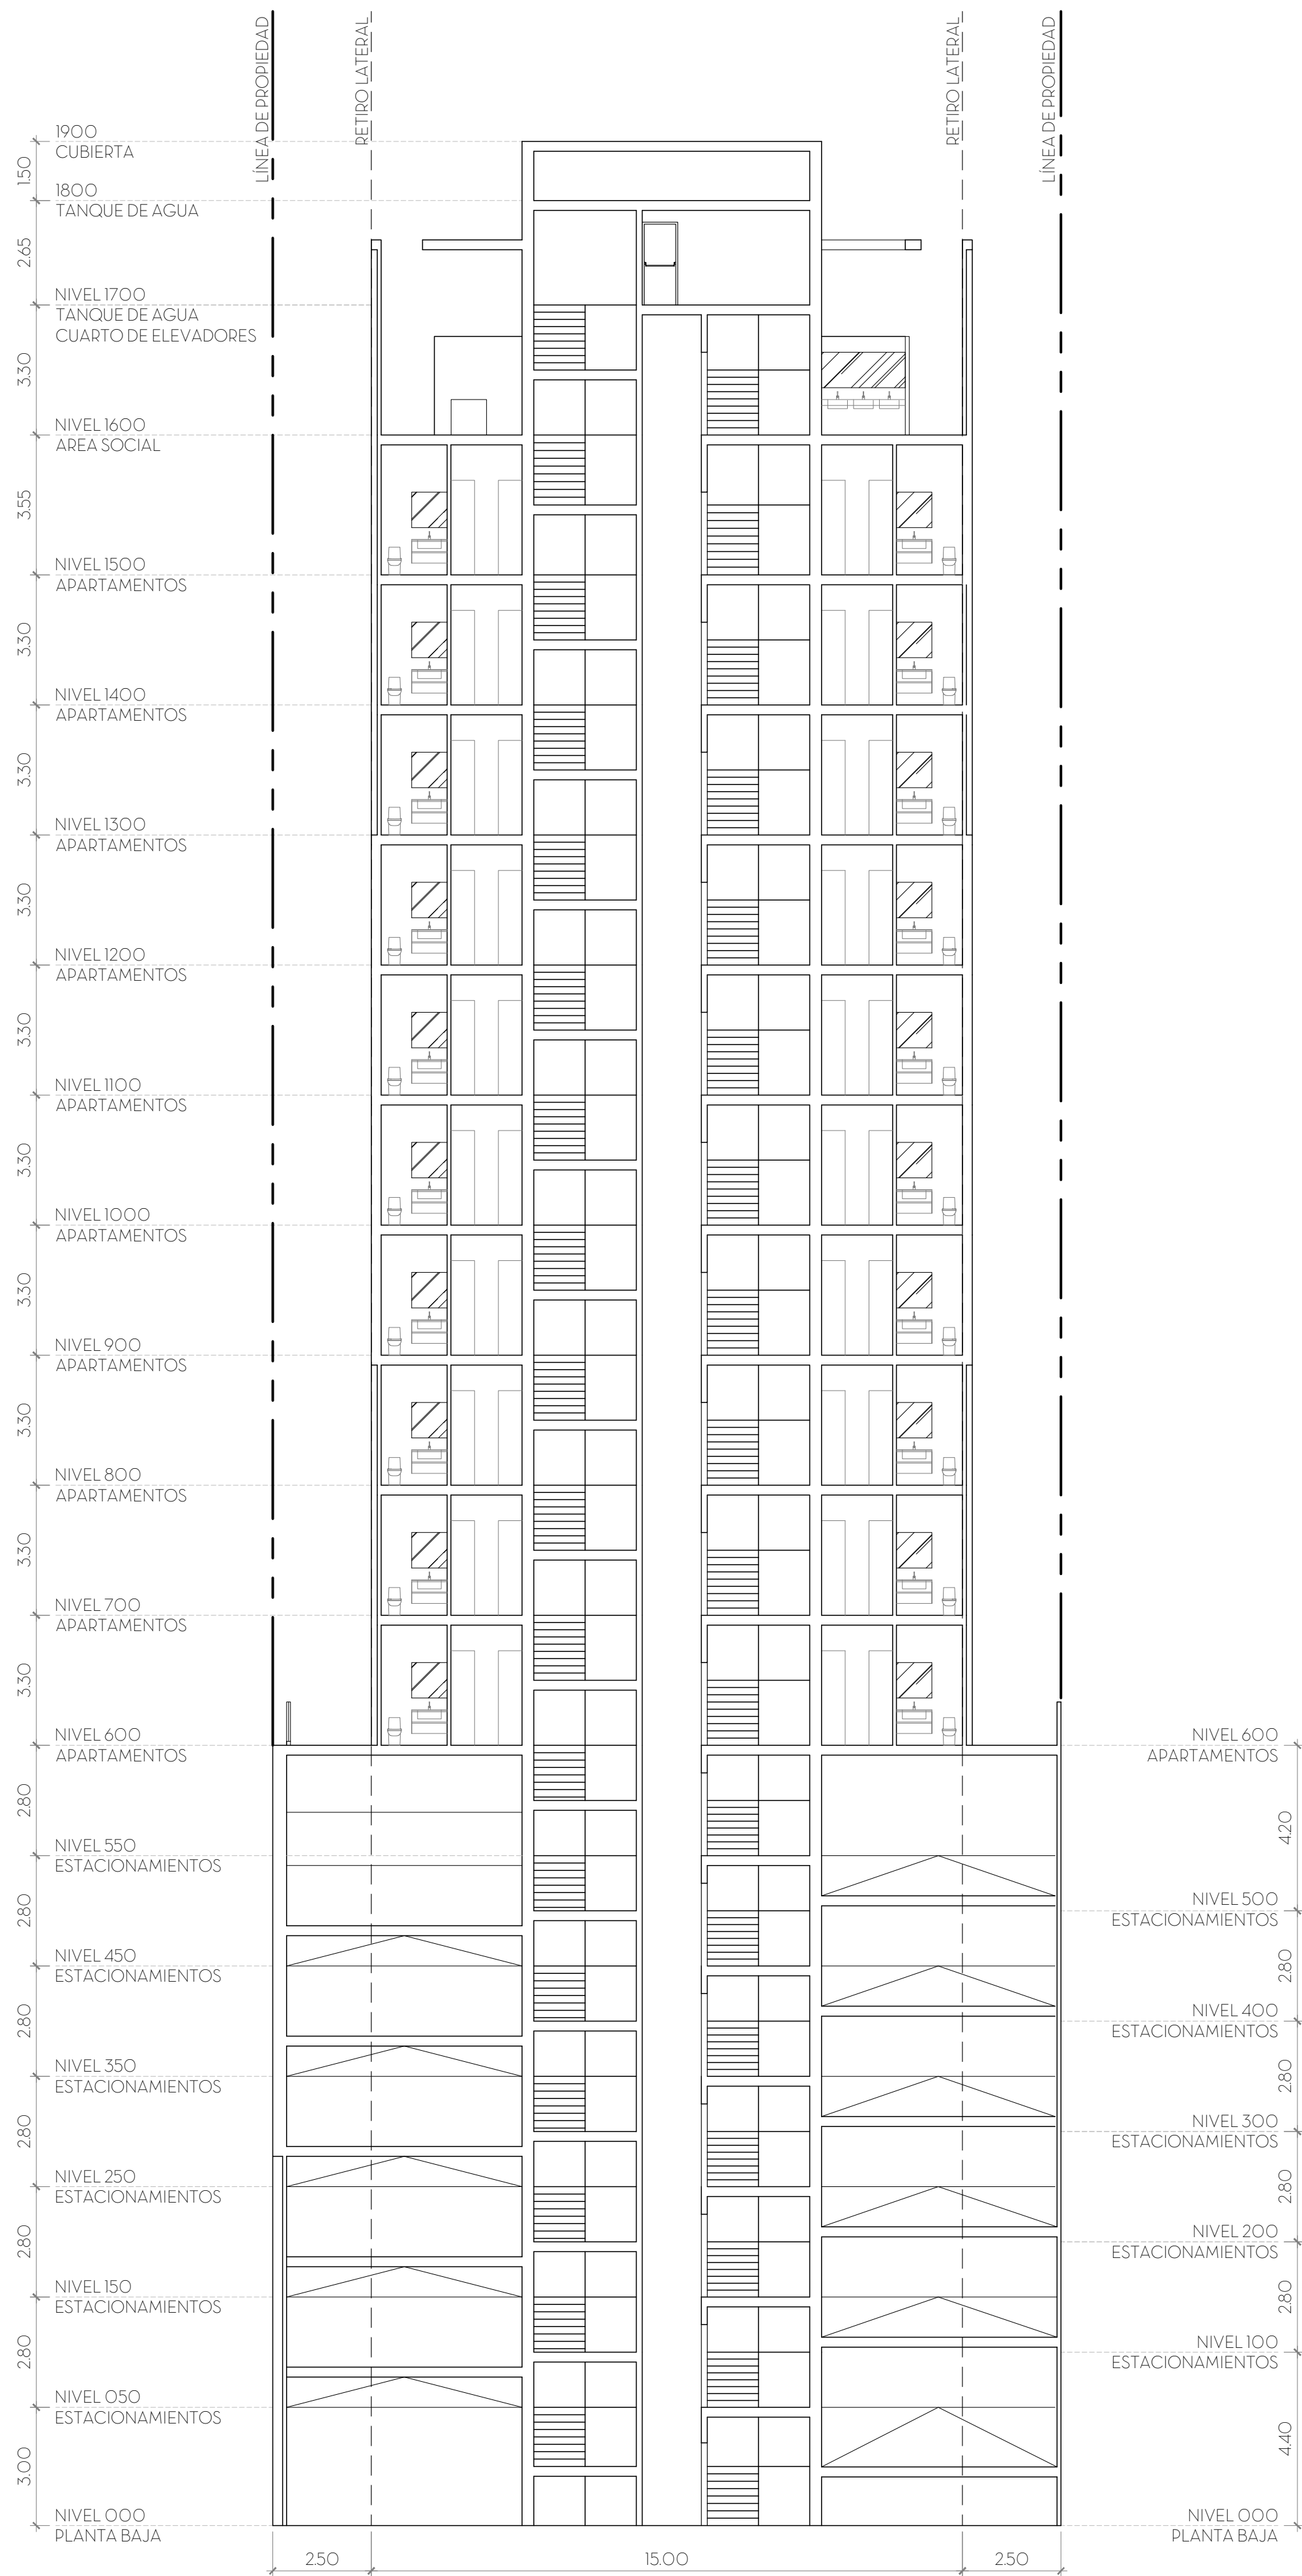 LÍNEA DE PROPIEDAD
RETIRO LATERAL
RETIRO LATERAL
LÍNEA DE PROPIEDAD
1900
CUBIERTA
1.50
1800
TANQUE DE AGUA
2.65
NIVEL 1700
TANQUE DE AGUA
CUARTO DE ELEVADORES
3.30
NIVEL 1600
AREA SOCIAL
3.55
NIVEL 1500
APARTAMENTOS
3.30
NIVEL 1400
APARTAMENTOS
3.30
NIVEL 1300
APARTAMENTOS
3.30
NIVEL 1200
APARTAMENTOS
3.30
NIVEL 1100
APARTAMENTOS
3.30
NIVEL 1000
APARTAMENTOS
3.30
NIVEL 900
APARTAMENTOS
3.30
NIVEL 800
APARTAMENTOS
3.30
NIVEL 700
APARTAMENTOS
3.30
NIVEL 600
APARTAMENTOS
2.80
NIVEL 550
ESTACIONAMIENTOS
2.80
NIVEL 450
ESTACIONAMIENTOS
2.80
NIVEL 350
ESTACIONAMIENTOS
2.80
NIVEL 250
ESTACIONAMIENTOS
2.80
NIVEL 150
ESTACIONAMIENTOS
2.80
NIVEL 050
ESTACIONAMIENTOS
3.00
NIVEL 000
PLANTA BAJA
NIVEL 600
APARTAMENTOS
4.20
NIVEL 500
ESTACIONAMIENTOS
2.80
NIVEL 400
ESTACIONAMIENTOS
2.80
NIVEL 300
ESTACIONAMIENTOS
2.80
NIVEL 200
ESTACIONAMIENTOS
2.80
NIVEL 100
ESTACIONAMIENTOS
4.40
NIVEL 000
PLANTA BAJA
2.50
15.00
2.50